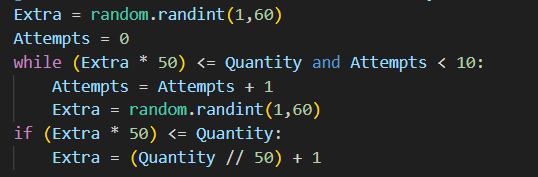 Extra = random.randint(1,60)
Attempts = 0
while (Extra * 50) <= Quantity and Attempts < 10:
    Attempts = Attempts + 1
    Extra = random.randint(1,60)
if (Extra * 50) <= Quantity:
    Extra = (Quantity // 50) + 1